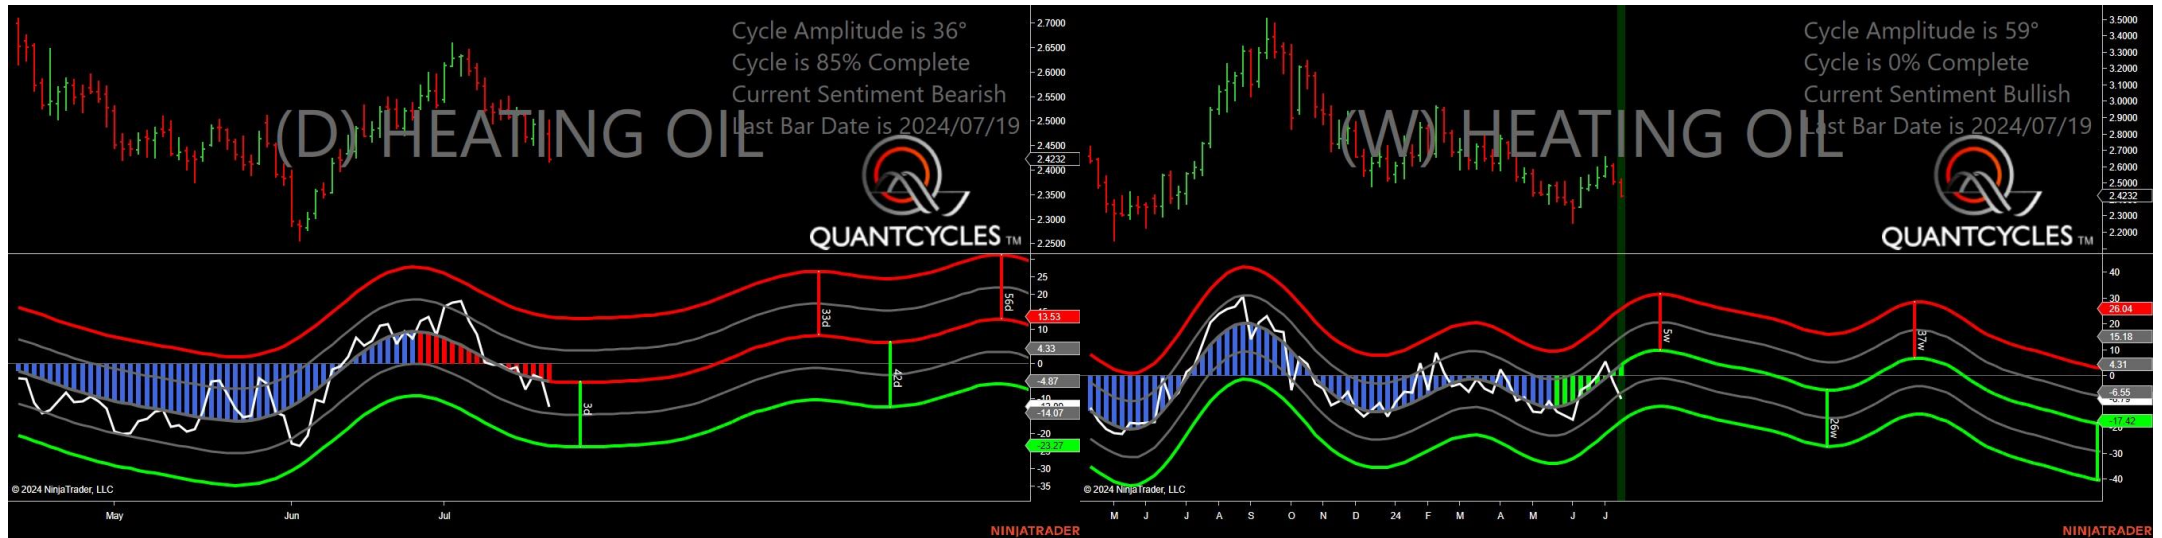 Cycle Amplitude is 36°
Cycle is 85% Complete
Current Sentiment Bearish
Last Bar Date is 2024/07/19
(D) HEATING OIL
QUANTCYCLES TM
2.7000
2.6500
2.6000
2.5500
2.5000
2.4500
2.4232
2.4000
2.3500
2.3000
2.2500
25
20
13.53
10
4.33
0
-4.87
-14.07
-20
-23.27
-30
-35
3d
33d
42d
56d
© 2024 NinjaTrader, LLC
May Jun Jul
NINJATRADER
Cycle Amplitude is 59°
Cycle is 0% Complete
Current Sentiment Bullish
Last Bar Date is 2024/07/19
(W) HEATING OIL
QUANTCYCLES TM
3.5000
3.4000
3.3000
3.2000
3.1000
3.0000
2.9000
2.8000
2.7000
2.6000
2.5000
2.4232
2.3000
2.2000
40
30
26.04
20
15.18
10
4.31
0
-6.55
-17.42
-30
-40
5w
26w
37w
© 2024 NinjaTrader, LLC
M J J A S O N D 24 F M A M J J
NINJATRADER